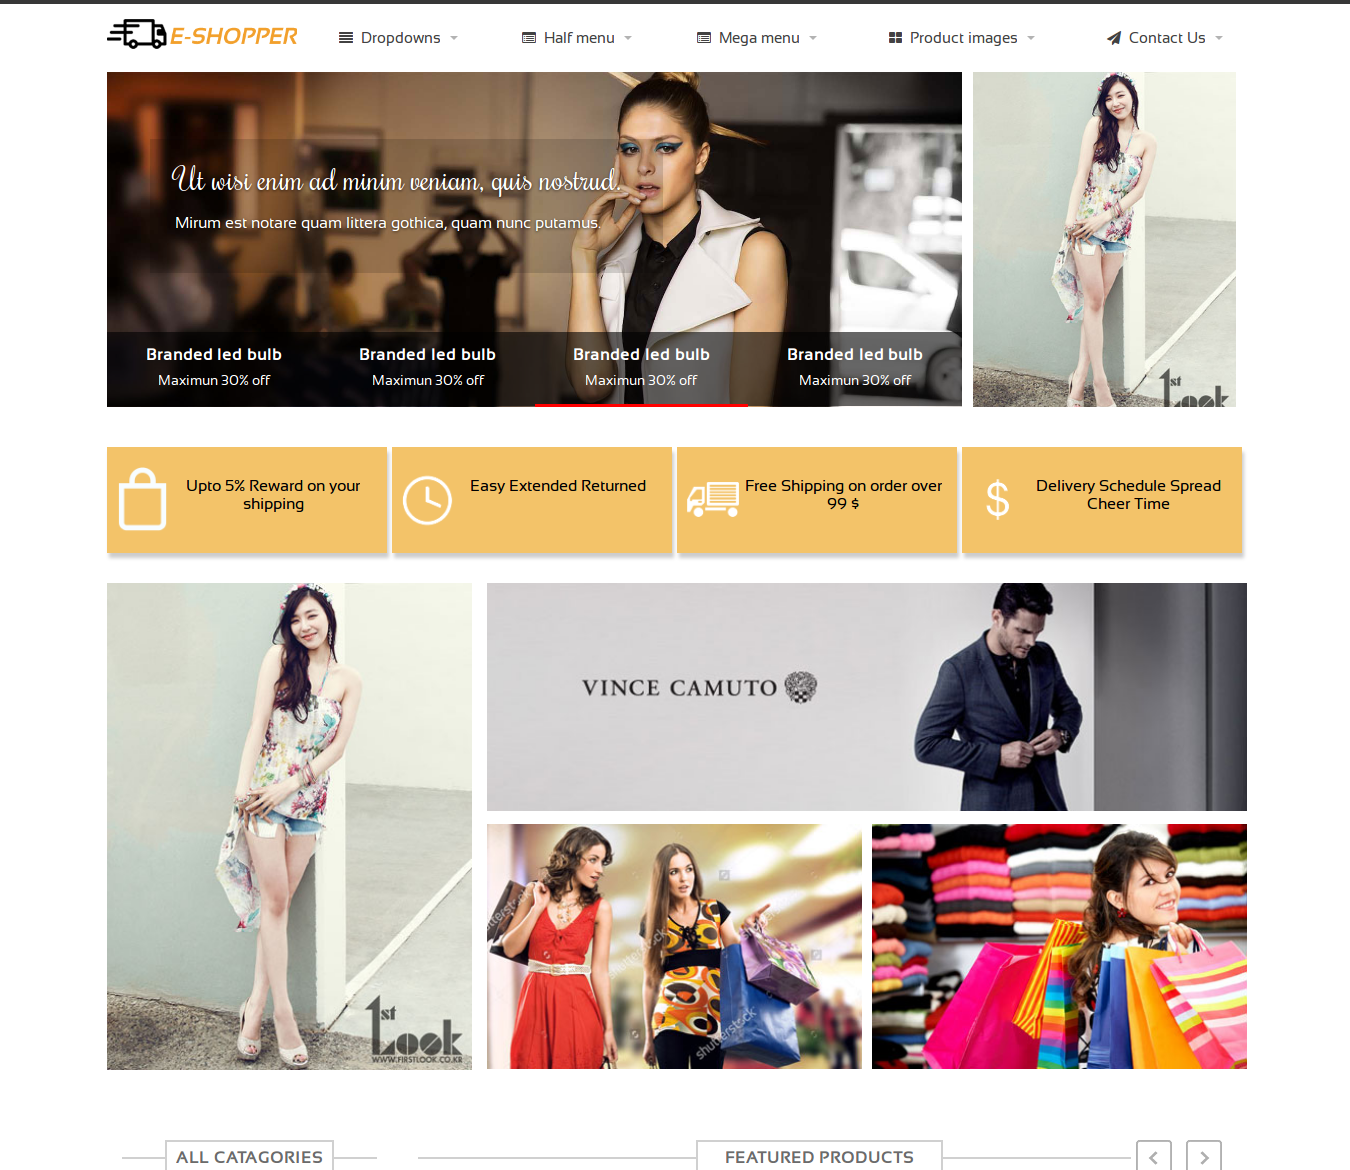 E-SHOPPER
Dropdowns
Half menu
Mega menu
Product images
Contact Us
Ut wisi enim ad minim veniam, quis nostrud.
Mirum est notare quam littera gothica, quam nunc putamus.
Branded led bulb
Maximun 30% off
Branded led bulb
Maximun 30% off
Branded led bulb
Maximun 30% off
Branded led bulb
Maximun 30% off
1st
Look
Upto 5% Reward on your
shipping
Easy Extended Returned
Free Shipping on order over
99 $
$
Delivery Schedule Spread
Cheer Time
1st
Look
WWW.FIRSTLOOK.CO.KR
VINCE CAMUTO
shutterstock
shutterstock
shutterstock
ALL CATAGORIES
FEATURED PRODUCTS